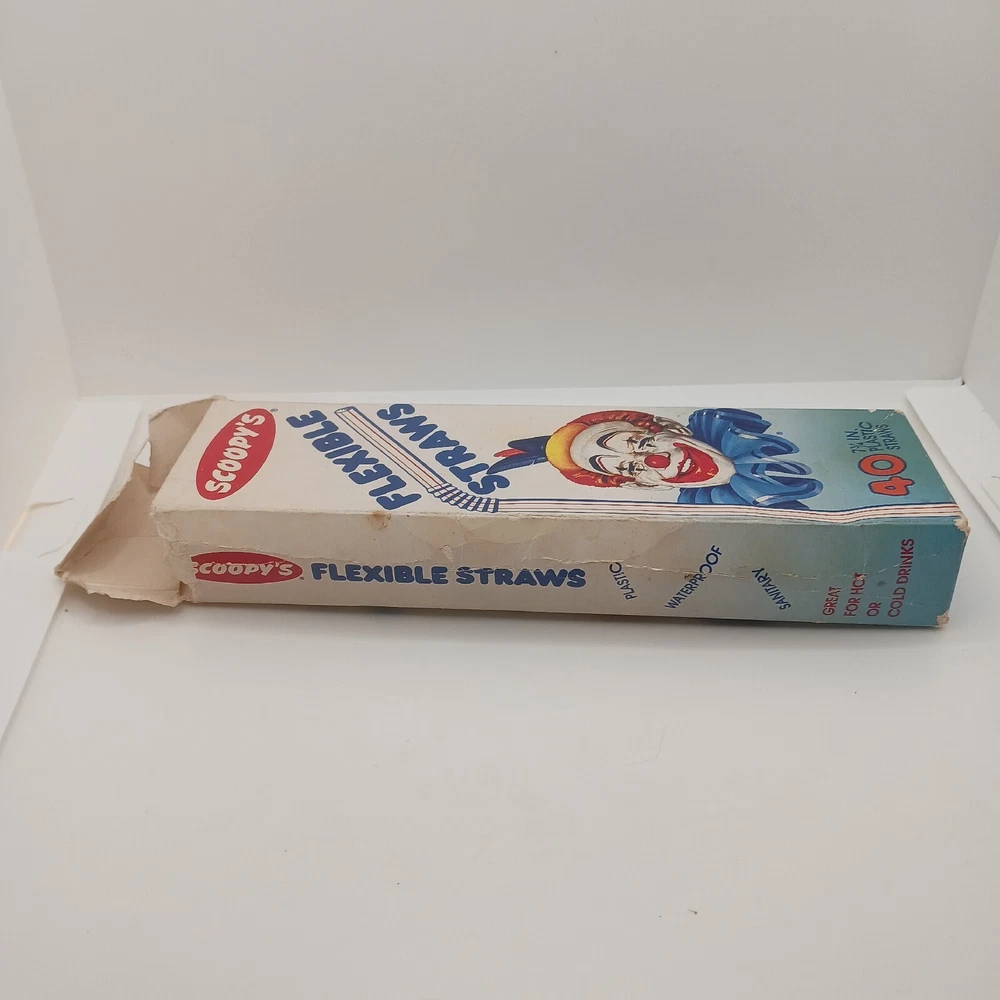 SCOOPY'S®
FLEXIBLE
STRAWS
40
7¾ IN.
PLASTIC
STRAWS
SCOOPY'S®
FLEXIBLE STRAWS
PLASTIC
WATERPROOF
SANITARY
GREAT
FOR HOT
OR
COLD DRINKS